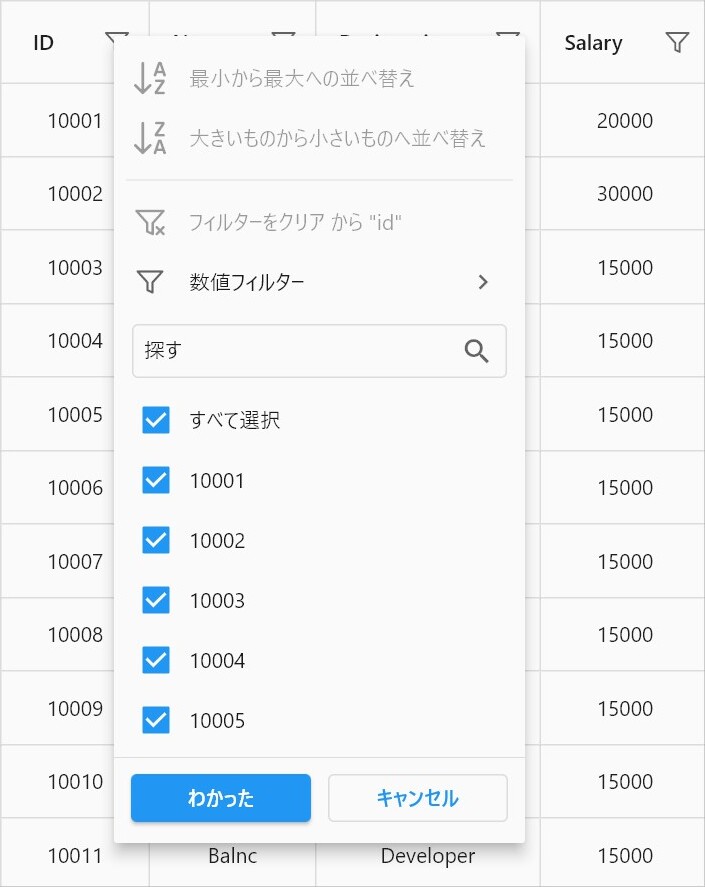 ID Salary
最小から最大への並べ替え
10001 20000
大きいものから小さいものへ並べ替え
10002 30000
フィルターをクリア から "id"
10003 数値フィルター 15000
10004 探す 15000
10005 すべて選択 15000
10006 10001 15000
10007 10002 15000
10008 10003 15000
10009 10004 15000
10005
10010 わかった キャンセル 15000
10011 Balnc Developer 15000